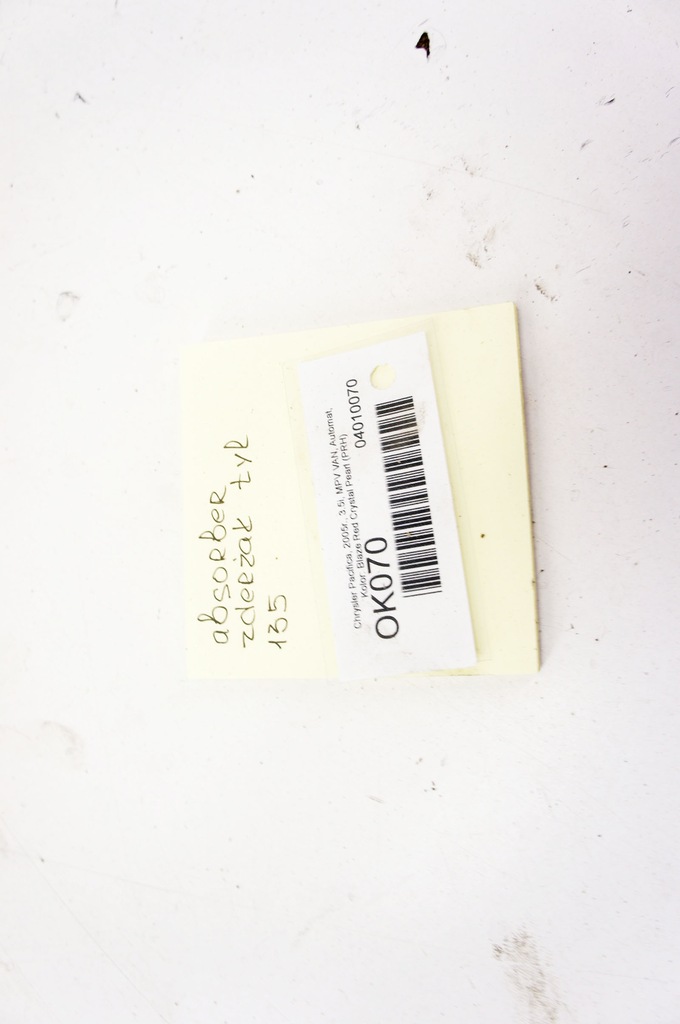 absorber
zderzak tył
135
Chrysler Pacifica, 2005r., 3.5i, MPV VAN, Automat,
Kolor: Blaze Red Crystal Pearl (PRH)
OK070
04010070